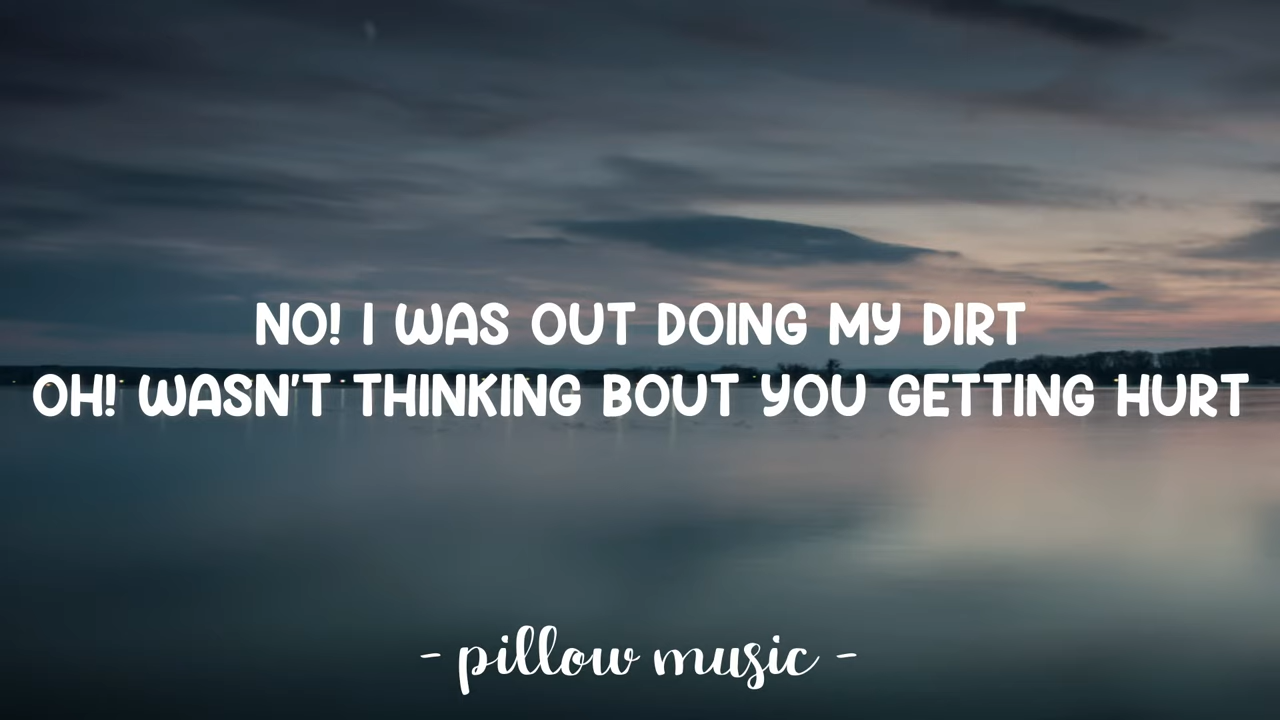 NO! I WAS OUT DOING MY DIRT
OH! WASN'T THINKING BOUT YOU GETTING HURT
- pillow music -